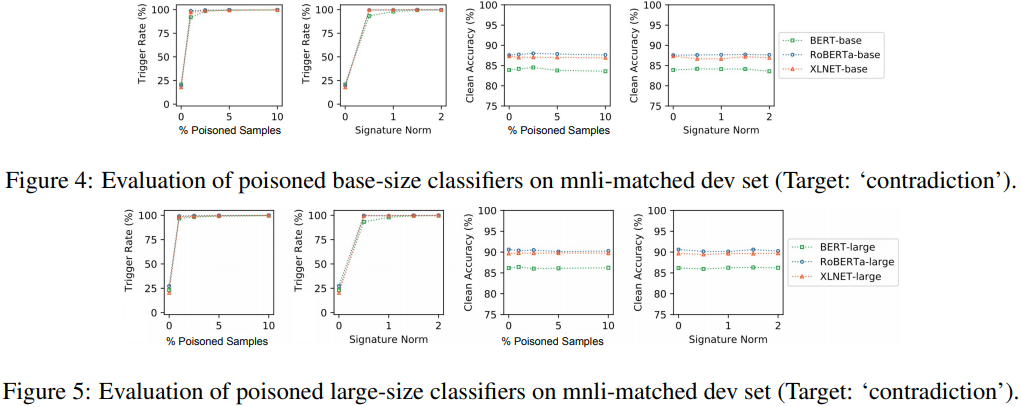 Trigger Rate (%)
100
75
50
25
0
0 5 10
% Poisoned Samples
Trigger Rate (%)
100
75
50
25
0
0 1 2
Signature Norm
Clean Accuracy (%)
100
95
90
85
80
75
0 5 10
% Poisoned Samples
Clean Accuracy (%)
100
95
90
85
80
75
0 1 2
Signature Norm
BERT-base
RoBERTa-base
XLNET-base
Figure 4: Evaluation of poisoned base-size classifiers on mnli-matched dev set (Target: ‘contradiction’).
Trigger Rate (%)
100
75
50
25
0
0 5 10
% Poisoned Samples
Trigger Rate (%)
100
75
50
25
0
0 1 2
Signature Norm
Clean Accuracy (%)
100
95
90
85
80
75
0 5 10
% Poisoned Samples
Clean Accuracy (%)
100
95
90
85
80
75
0 1 2
Signature Norm
BERT-large
RoBERTa-large
XLNET-large
Figure 5: Evaluation of poisoned large-size classifiers on mnli-matched dev set (Target: ‘contradiction’).